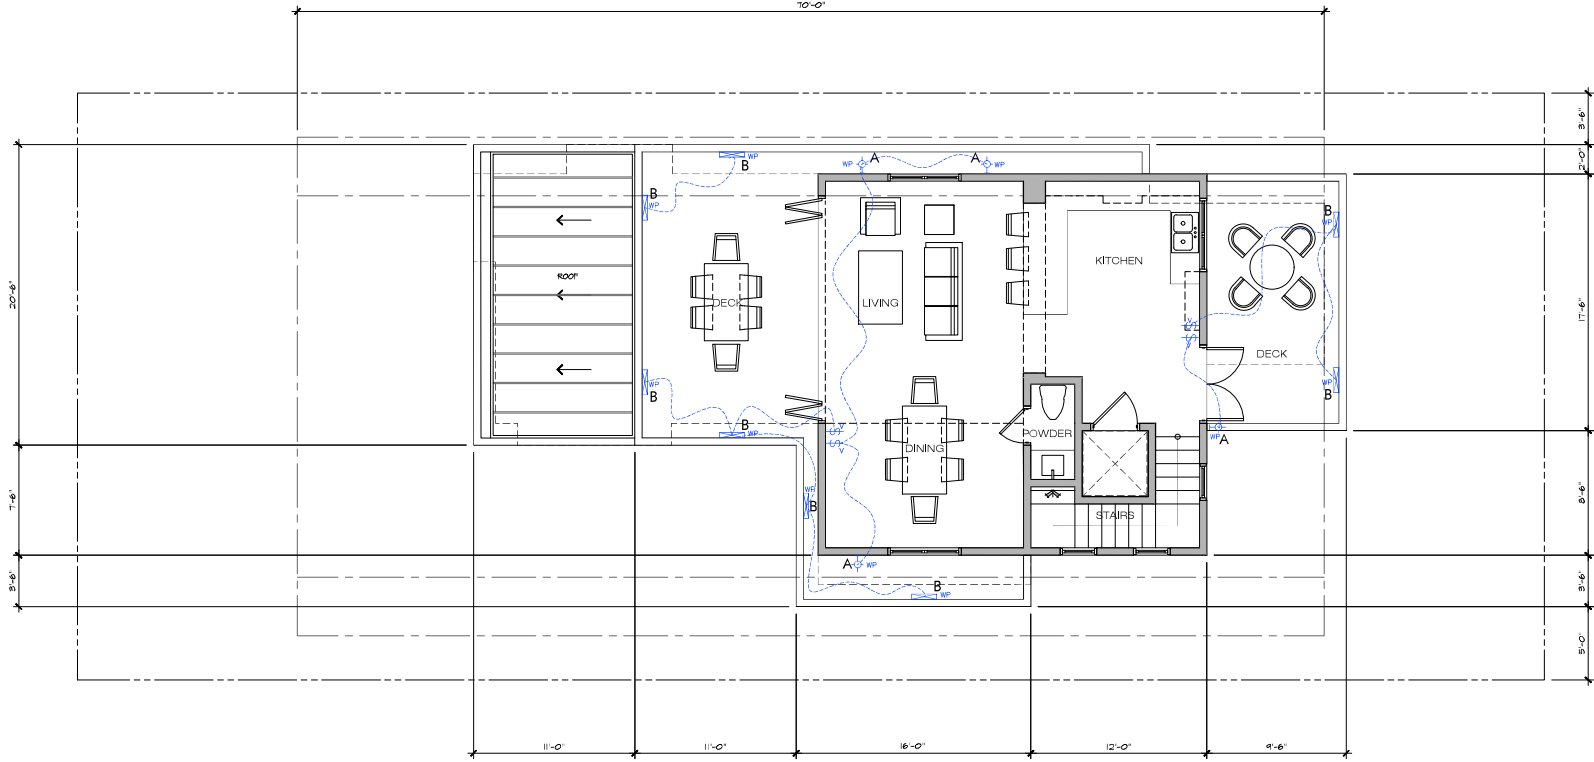 70'-0"
3'-6"
2'-0"
WP
B
WP
A
A
WP
B
WP
B
WP
KITCHEN
ROOF
20'-6"
DECK
LIVING
17'-6"
$
$
DECK
WP
B
WP
B
B
WP
$
$
POWDER
WP
A
DINING
WP
B
7'-6"
8'-6"
STAIRS
A
WP
3'-6"
B
WP
3'-6"
5'-0"
11'-0"
11'-0"
16'-0"
12'-0"
9'-6"